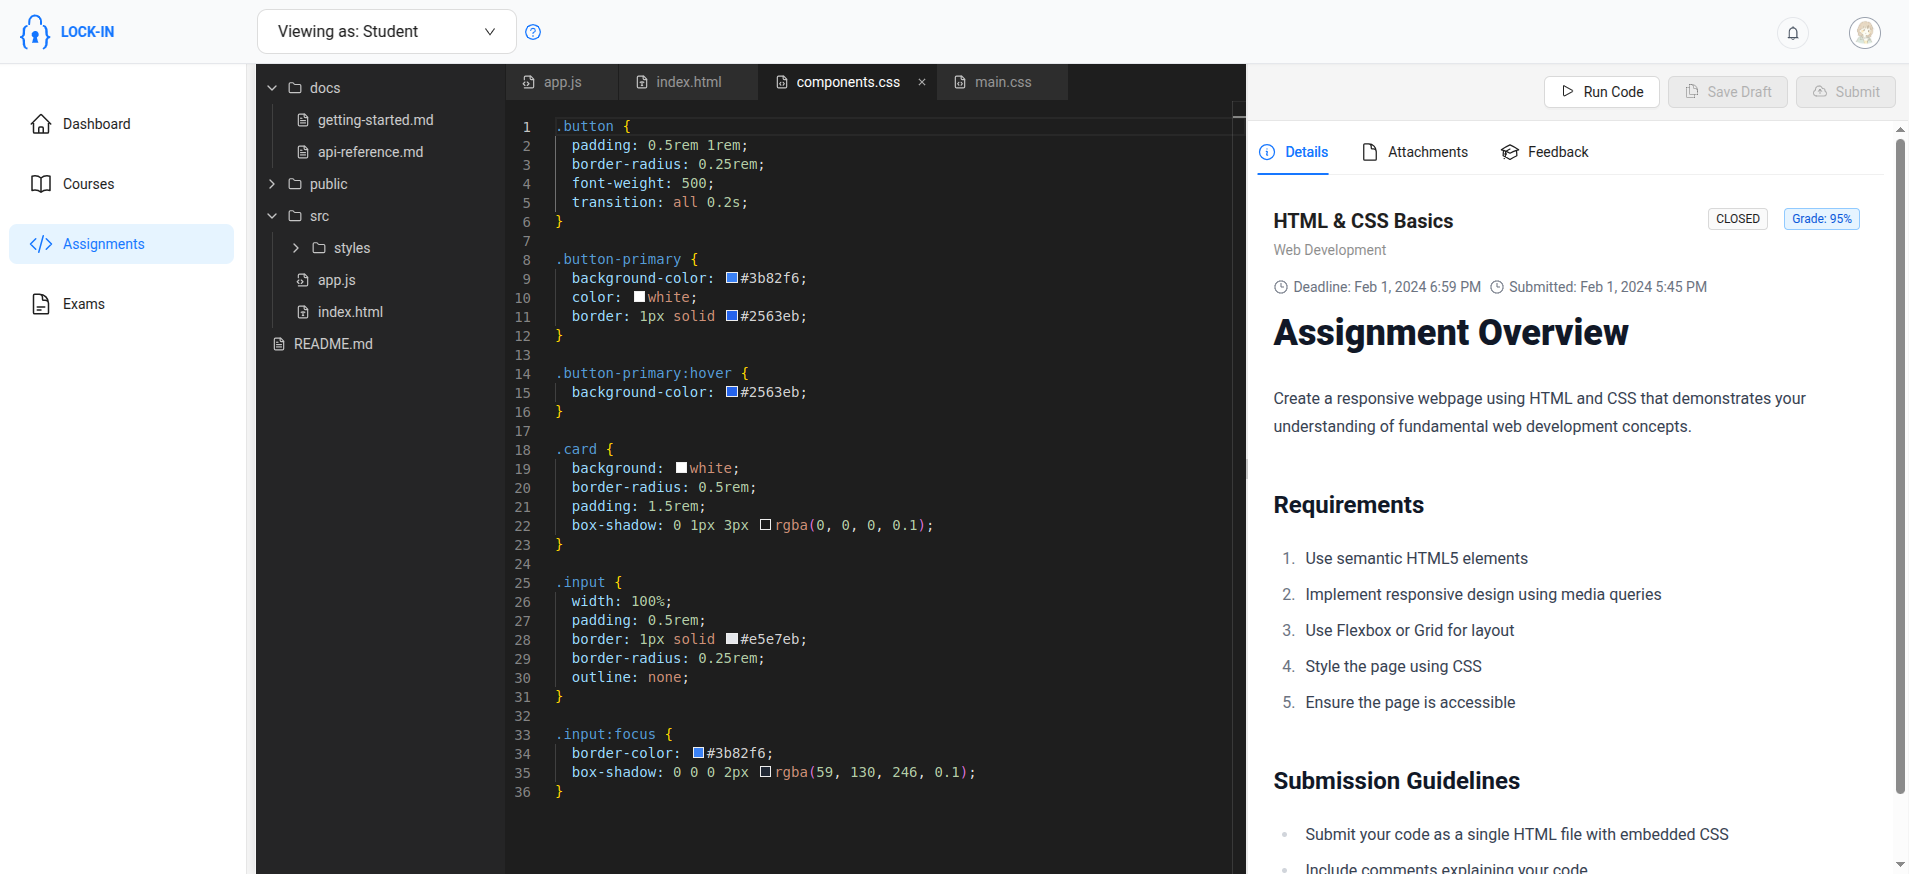 LOCK-IN
Viewing as: Student
Dashboard
Courses
Assignments
Exams
docs
getting-started.md
api-reference.md
public
src
styles
app.js
index.html
README.md
app.js
index.html
components.css
main.css
1 .button {
2 padding: 0.5rem 1rem;
3 border-radius: 0.25rem;
4 font-weight: 500;
5 transition: all 0.2s;
6 }
7
8 .button-primary {
9 background-color: #3b82f6;
10 color: white;
11 border: 1px solid #2563eb;
12 }
13
14 .button-primary:hover {
15 background-color: #2563eb;
16 }
17
18 .card {
19 background: white;
20 border-radius: 0.5rem;
21 padding: 1.5rem;
22 box-shadow: 0 1px 3px rgba(0, 0, 0, 0.1);
23 }
24
25 .input {
26 width: 100%;
27 padding: 0.5rem;
28 border: 1px solid #e5e7eb;
29 border-radius: 0.25rem;
30 outline: none;
31 }
32
33 .input:focus {
34 border-color: #3b82f6;
35 box-shadow: 0 0 0 2px rgba(59, 130, 246, 0.1);
36 }
Run Code
Save Draft
Submit
Details
Attachments
Feedback
HTML & CSS Basics
CLOSED
Grade: 95%
Web Development
Deadline: Feb 1, 2024 6:59 PM
Submitted: Feb 1, 2024 5:45 PM
Assignment Overview
Create a responsive webpage using HTML and CSS that demonstrates your
understanding of fundamental web development concepts.
Requirements
1. Use semantic HTML5 elements
2. Implement responsive design using media queries
3. Use Flexbox or Grid for layout
4. Style the page using CSS
5. Ensure the page is accessible
Submission Guidelines
Submit your code as a single HTML file with embedded CSS
Include comments explaining your code